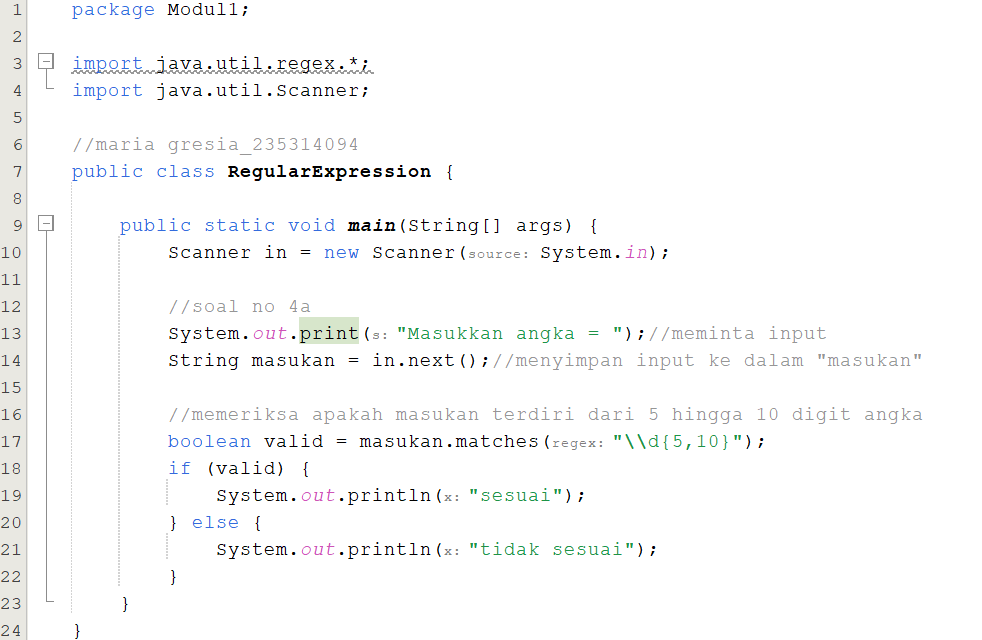 1 package Modul1;
2
3 import java.util.regex.*;
4 import java.util.Scanner;
5
6 //maria gresia_235314094
7 public class RegularExpression {
8
9 public static void main(String[] args) {
10 Scanner in = new Scanner(source: System.in);
11
12 //soal no 4a
13 System.out.print(s: "Masukkan angka = ");//meminta input
14 String masukan = in.next();//menyimpan input ke dalam "masukan"
15
16 //memeriksa apakah masukan terdiri dari 5 hingga 10 digit angka
17 boolean valid = masukan.matches(regex: "\\d{5,10}");
18 if (valid) {
19 System.out.println(x: "sesuai");
20 } else {
21 System.out.println(x: "tidak sesuai");
22 }
23 }
24 }